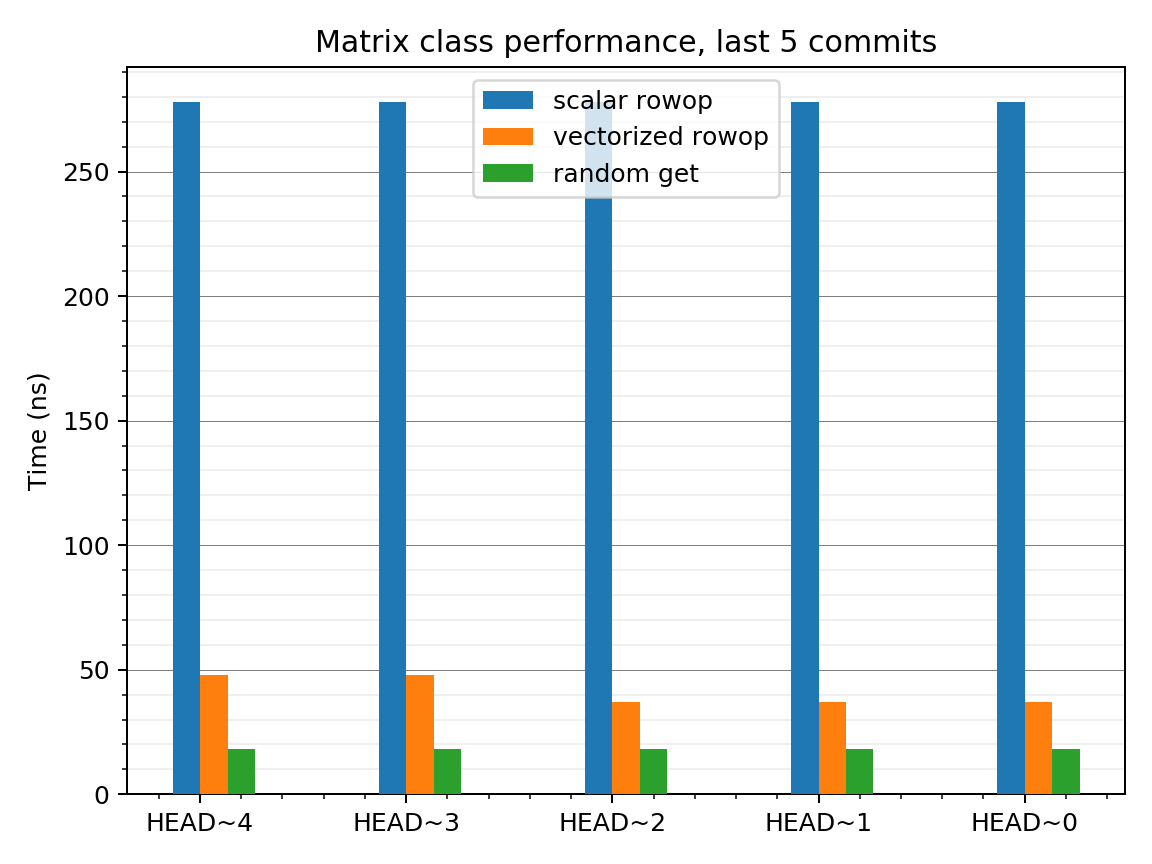 Matrix class performance, last 5 commits
scalar rowop
vectorized rowop
random get
Time (ns)
250
200
150
100
50
0
HEAD~4 HEAD~3 HEAD~2 HEAD~1 HEAD~0